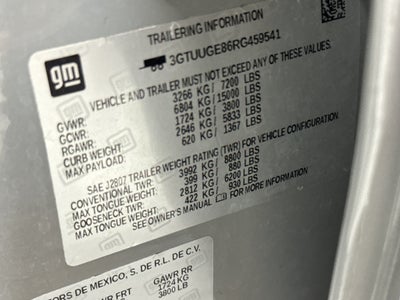 TRAILERING INFORMATION
3GTUUGE86RG459541
gm
VEHICLE AND TRAILER MUST NOT EXCEED ANY OF THESE
GVWR: 3266 KG / 7200 LBS
GCWR: 6804 KG / 15000 LBS
RGAWR: 1724 KG / 3800 LBS
CURB WEIGHT: 2646 KG / 5833 LBS
MAX PAYLOAD: 620 KG / 1367 LBS
SAE J2807 TRAILER WEIGHT RATING (TWR) FOR VEHICLE CONFIGURATION:
CONVENTIONAL TWR: 3992 KG / 8800 LBS
MAX TONGUE WEIGHT: 399 KG / 880 LBS
GOOSENECK TWR: 2812 KG / 6200 LBS
MAX TONGUE WEIGHT: 422 KG / 930 LBS
SEE OWNER'S MANUAL FOR MORE INFORMATION
ORS DE MEXICO, S. DE R.L. DE C.V.
WR FRT GAWR RR
1724 KG
3800 LB